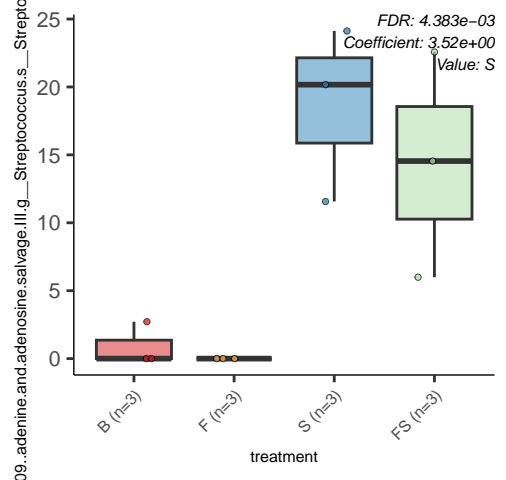 FDR: 4.383e−03
Coefficient: 3.52e+00
Value: S
09..adenine.and.adenosine.salvage.III.g__Streptococcus.s__Strepto
25
20
15
10
5
0
B (n=3)
F (n=3)
S (n=3)
FS (n=3)
treatment